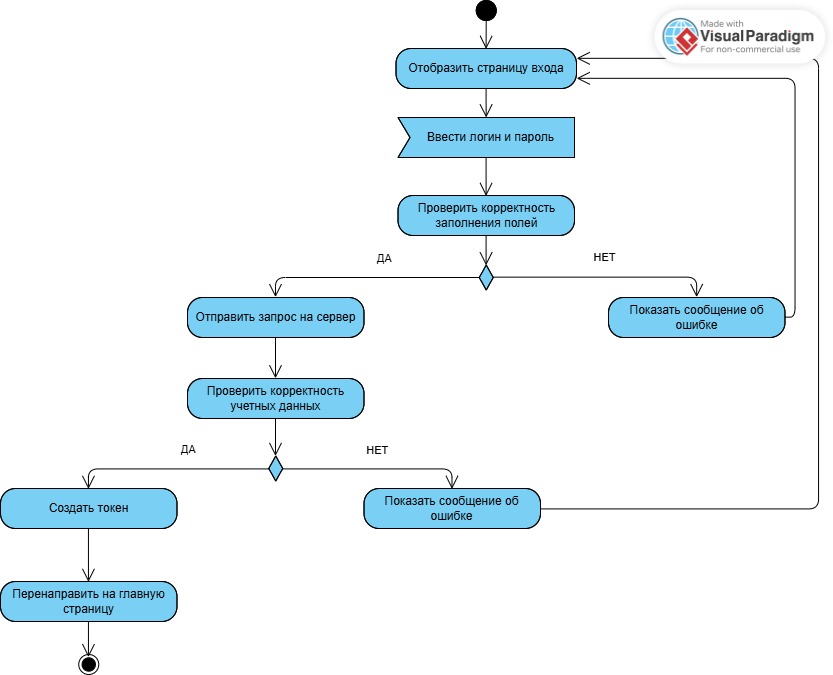 Made with
Visual Paradigm
For non-commercial use
Отобразить страницу входа
Ввести логин и пароль
Проверить корректность
заполнения полей
ДА
НЕТ
Отправить запрос на сервер
Показать сообщение об
ошибке
Проверить корректность
учетных данных
ДА
НЕТ
Создать токен
Показать сообщение об
ошибке
Перенаправить на главную
страницу